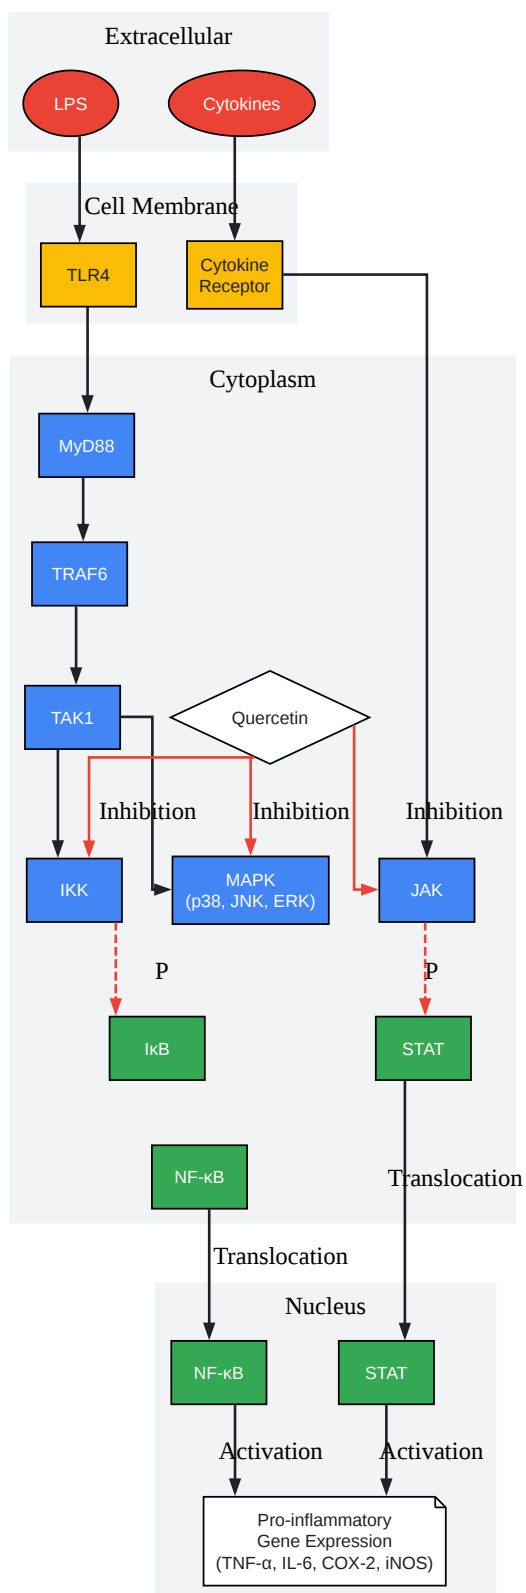 Extracellular
LPS
Cytokines
Cell Membrane
TLR4
Cytokine
Receptor
Cytoplasm
MyD88
TRAF6
TAK1
Quercetin
Inhibition
Inhibition
Inhibition
IKK
MAPK
(p38, JNK, ERK)
JAK
P
P
IκB
STAT
NF-κB
Translocation
Translocation
Nucleus
NF-κB
STAT
Activation
Activation
Pro-inflammatory
Gene Expression
(TNF-α, IL-6, COX-2, iNOS)